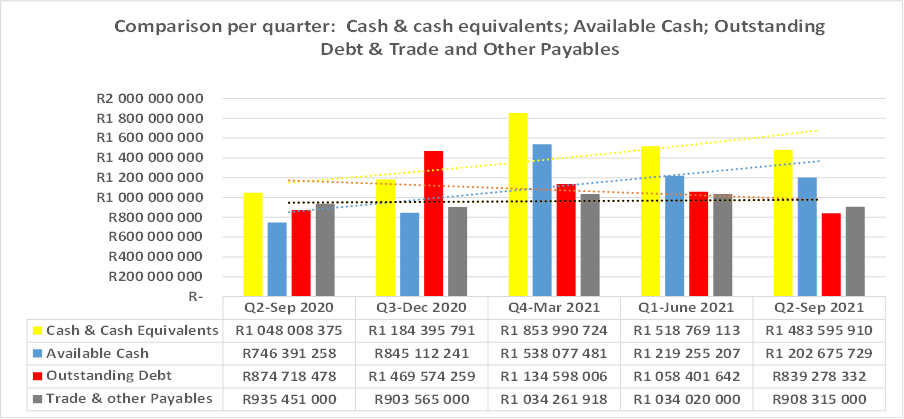 Comparison per quarter:  Cash & cash equivalents; Available Cash; Outstanding
Debt & Trade and Other Payables
R2 000 000 000
R1 800 000 000
R1 600 000 000
R1 400 000 000
R1 200 000 000
R1 000 000 000
R800 000 000
R600 000 000
R400 000 000
R200 000 000
R-
Q2-Sep 2020 Q3-Dec 2020 Q4-Mar 2021 Q1-June 2021 Q2-Sep 2021
Cash & Cash Equivalents R1 048 008 375 R1 184 395 791 R1 853 990 724 R1 518 769 113 R1 483 595 910
Available Cash R746 391 258 R845 112 241 R1 538 077 481 R1 219 255 207 R1 202 675 729
Outstanding Debt R874 718 478 R1 469 574 259 R1 134 598 006 R1 058 401 642 R839 278 332
Trade & other Payables R935 451 000 R903 565 000 R1 034 261 918 R1 034 020 000 R908 315 000